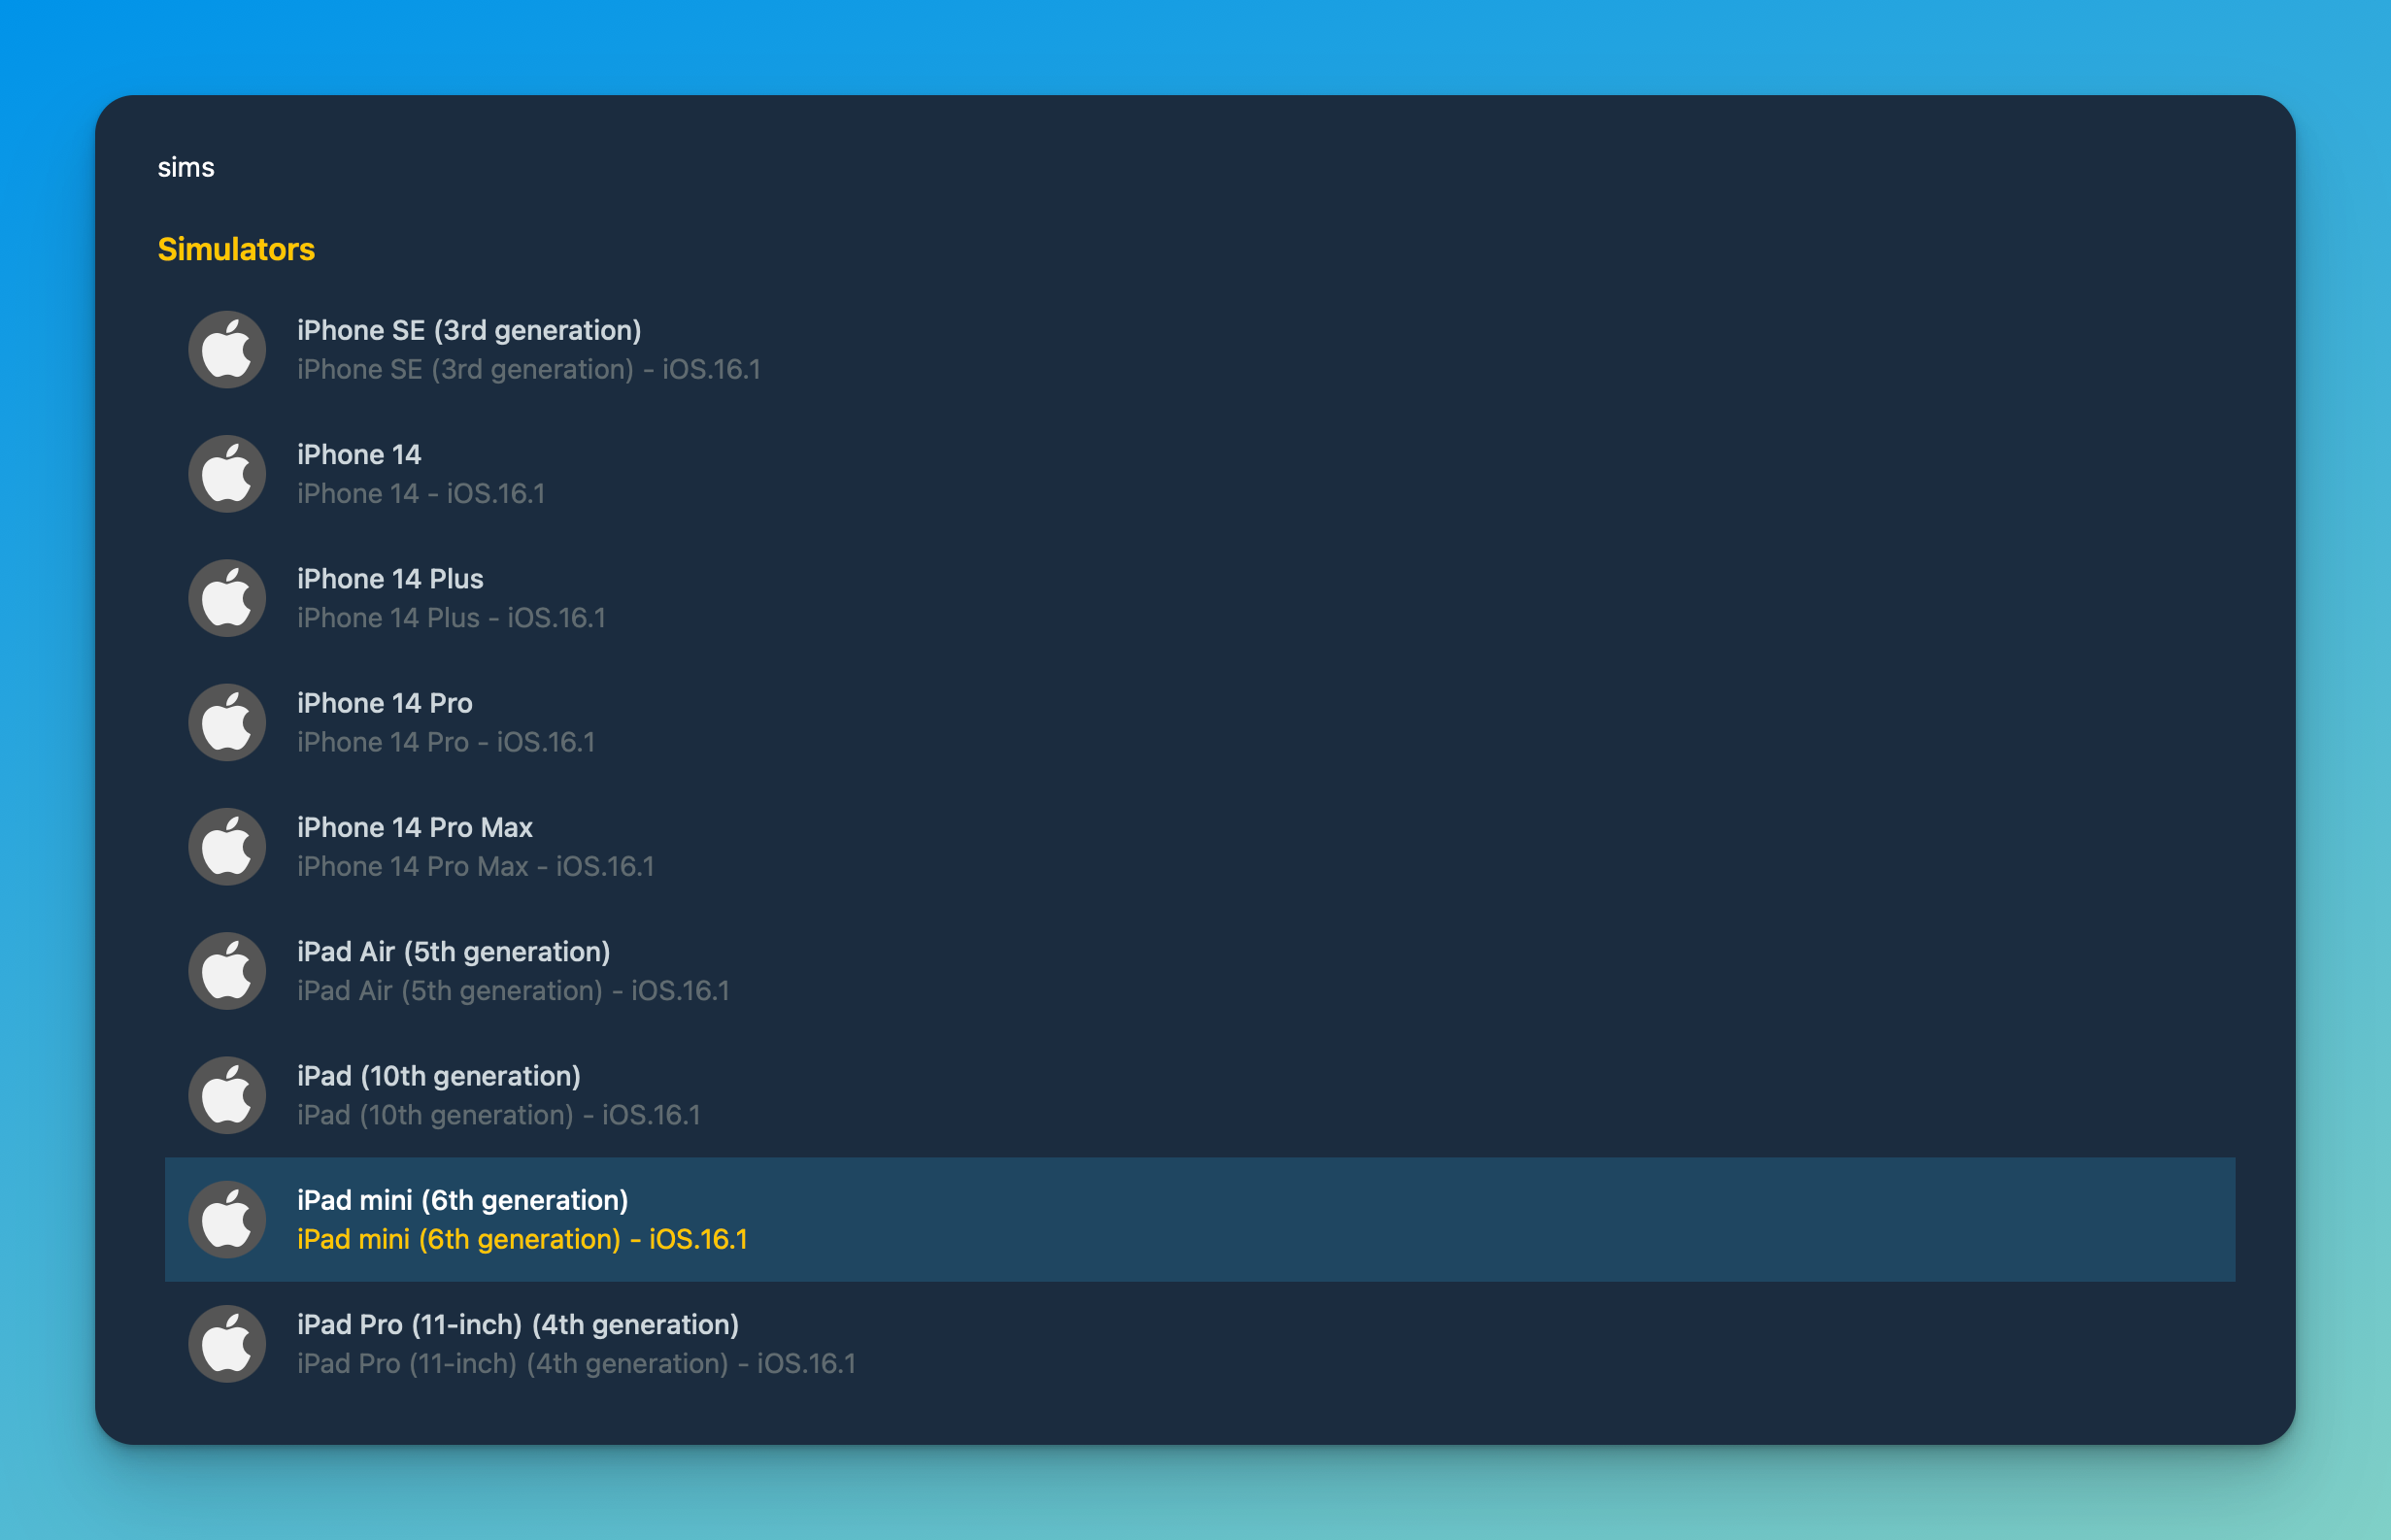 sims
Simulators
iPhone SE (3rd generation)
iPhone SE (3rd generation) - iOS.16.1
iPhone 14
iPhone 14 - iOS.16.1
iPhone 14 Plus
iPhone 14 Plus - iOS.16.1
iPhone 14 Pro
iPhone 14 Pro - iOS.16.1
iPhone 14 Pro Max
iPhone 14 Pro Max - iOS.16.1
iPad Air (5th generation)
iPad Air (5th generation) - iOS.16.1
iPad (10th generation)
iPad (10th generation) - iOS.16.1
iPad mini (6th generation)
iPad mini (6th generation) - iOS.16.1
iPad Pro (11-inch) (4th generation)
iPad Pro (11-inch) (4th generation) - iOS.16.1